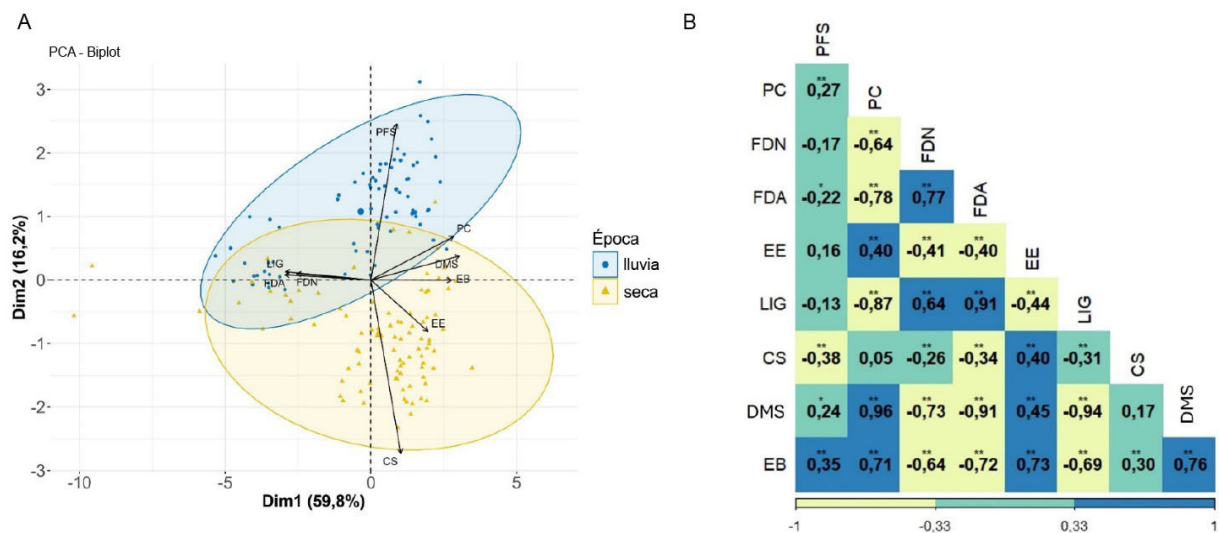 A
PCA - Biplot
3
2
1
0
-1
-2
-3
Dim2 (16,2%)
-10
-5
0
5
Dim1 (59,8%)
PFS
PC
DMS
EB
EE
CS
LIG
FDA
FDN
Época
lluvia
seca
B
PFS
PC
FDN
FDA
EE
LIG
CS
DMS
PC ** 0,27
FDN -0,17 ** -0,64
FDA * -0,22 ** -0,78 ** 0,77
EE 0,16 ** 0,40 ** -0,41 ** -0,40
LIG -0,13 ** -0,87 ** 0,64 ** 0,91 ** -0,44
CS ** -0,38 0,05 ** -0,26 ** -0,34 ** 0,40 ** -0,31
DMS * 0,24 ** 0,96 ** -0,73 ** -0,91 ** 0,45 ** -0,94 0,17
EB ** 0,35 ** 0,71 ** -0,64 ** -0,72 ** 0,73 ** -0,69 ** 0,30 ** 0,76
-1 -0,33 0,33 1